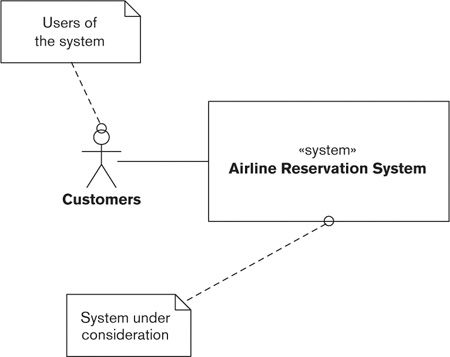 Users of
the system
«system»
Airline Reservation System
Customers
System under
consideration